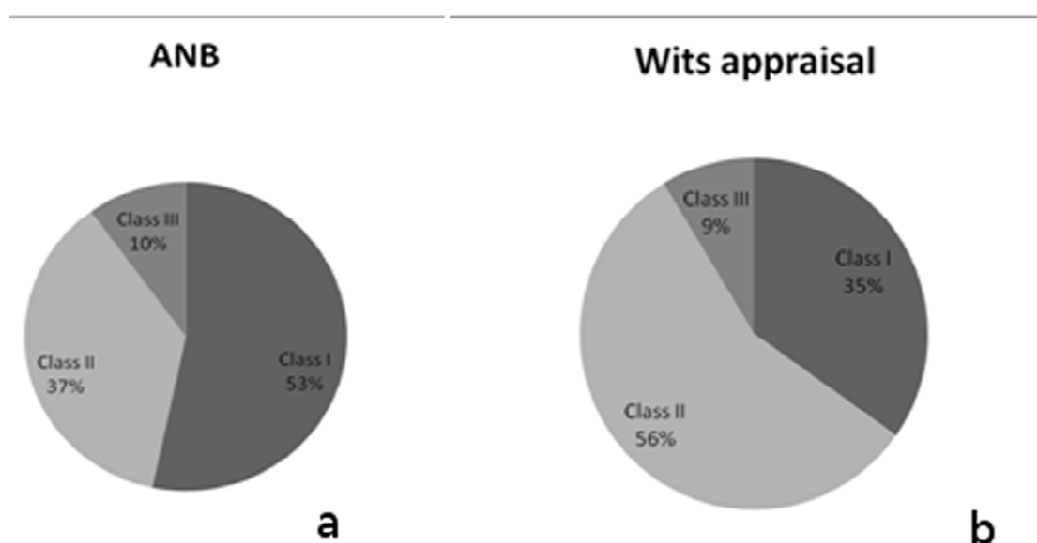 ANB
Class III
10%
Class II
37%
Class I
53%
a
Wits appraisal
Class III
9%
Class I
35%
Class II
56%
b